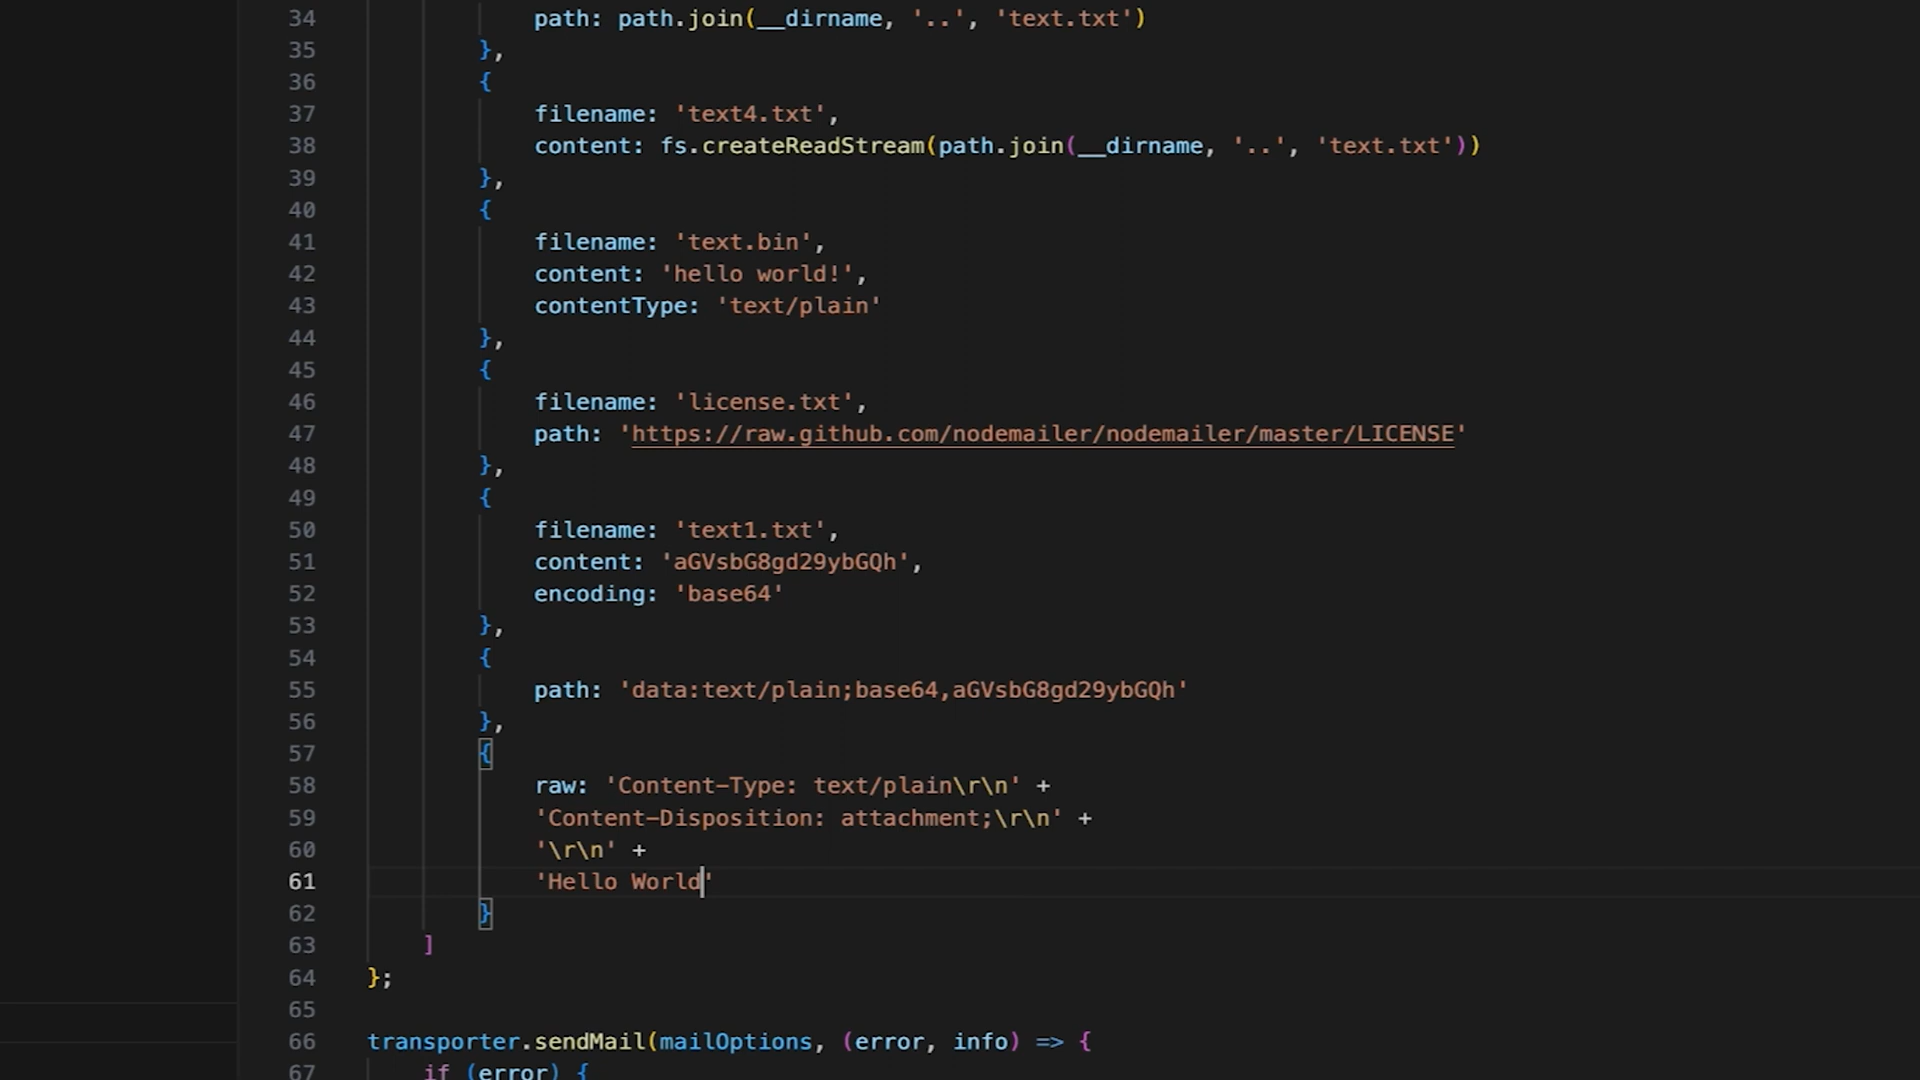 34 path: path.join(__dirname, '..', 'text.txt')
35 },
36 {
37 filename: 'text4.txt',
38 content: fs.createReadStream(path.join(__dirname, '..', 'text.txt'))
39 },
40 {
41 filename: 'text.bin',
42 content: 'hello world!',
43 contentType: 'text/plain'
44 },
45 {
46 filename: 'license.txt',
47 path: 'https://raw.github.com/nodemailer/nodemailer/master/LICENSE'
48 },
49 {
50 filename: 'text1.txt',
51 content: 'aGVsbG8gd29ybGQh',
52 encoding: 'base64'
53 },
54 {
55 path: 'data:text/plain;base64,aGVsbG8gd29ybGQh'
56 },
57 {
58 raw: 'Content-Type: text/plain\r\n' +
59 'Content-Disposition: attachment;\r\n' +
60 '\r\n' +
61 'Hello World'
62 }
63 ]
64 };
65
66 transporter.sendMail(mailOptions, (error, info) => {
67 if (error) {